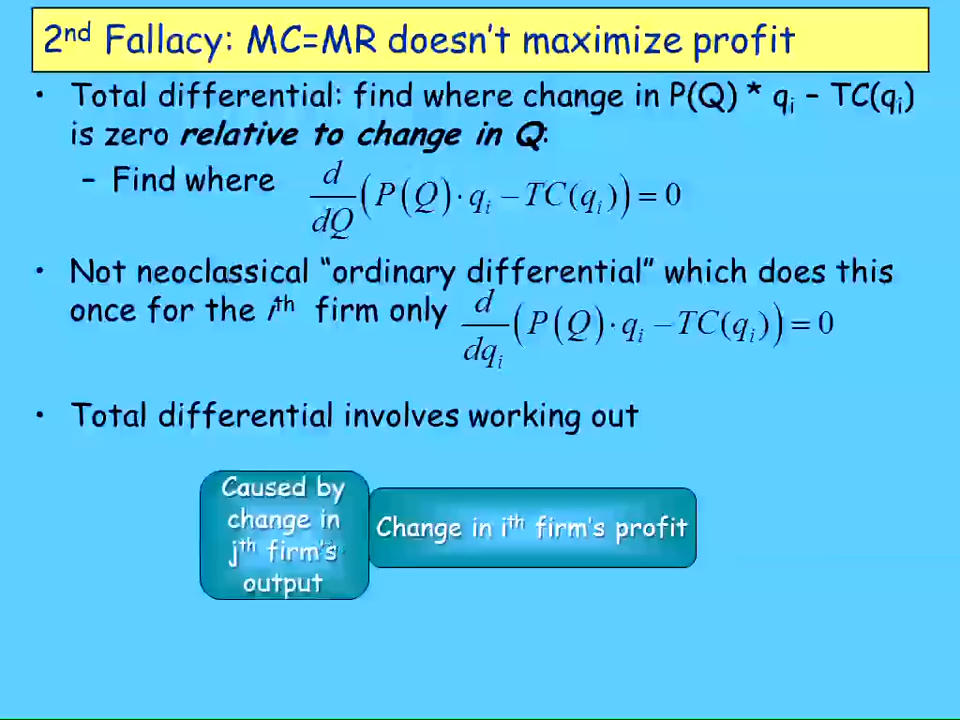 2nd Fallacy: MC=MR doesn't maximize profit
• Total differential: find where change in P(Q) * qi – TC(qi)
is zero relative to change in Q:
– Find where d/dQ (P(Q)·qi − TC(qi)) = 0
• Not neoclassical “ordinary differential” which does this
once for the ith firm only d/dqi (P(Q)·qi − TC(qi)) = 0
• Total differential involves working out
Caused by
change in
jth firm's
output
Change in ith firm's profit